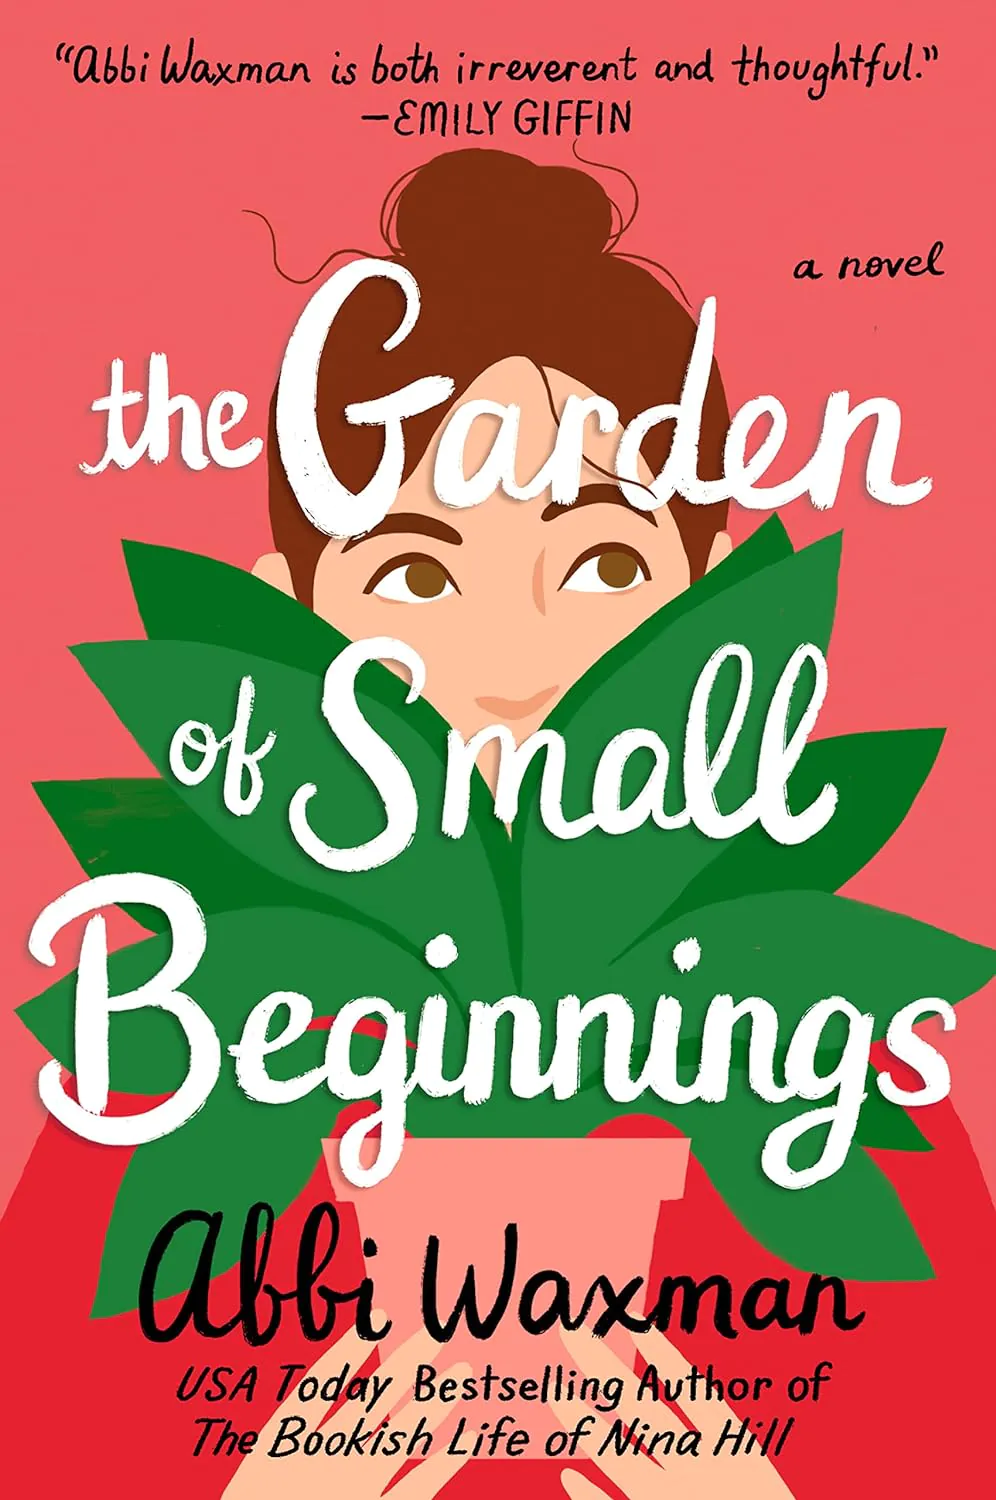 “Abbi Waxman is both irreverent and thoughtful.”
—EMILY GIFFIN
a novel
the Garden
of Small
Beginnings
Abbi Waxman
USA Today Bestselling Author of
The Bookish Life of Nina Hill